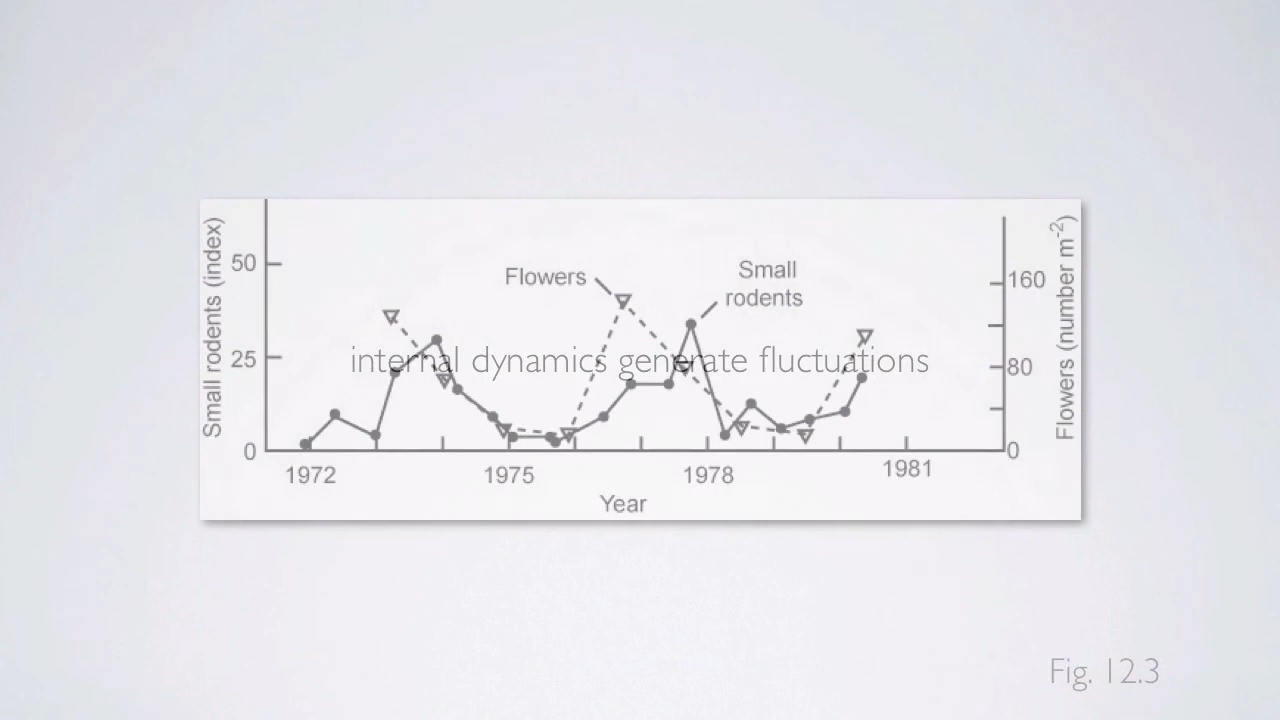 Small rodents (index)
50
25
0
Flowers
Small
rodents
internal dynamics generate fluctuations
160
80
0
Flowers (number m-2)
1972
1975
1978
1981
Year
Fig. 12.3